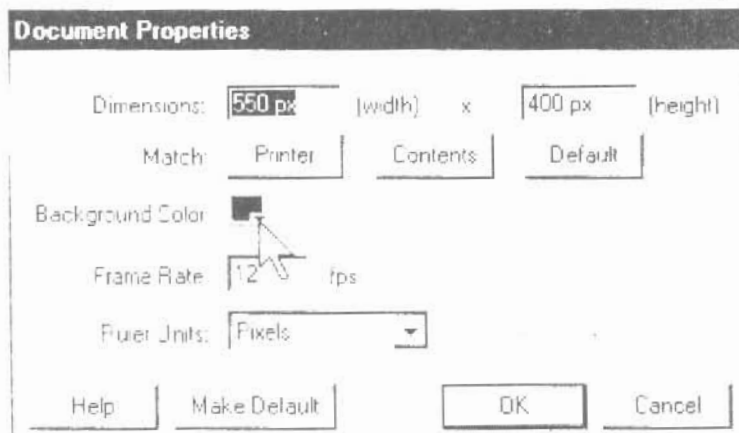 Document Properties
Dimensions: 550 px (width) x 400 px (height)
Match: Printer Contents Default
Background Color
Frame Rate: 12 fps
Ruler Units: Pixels
Help Make Default OK Cancel